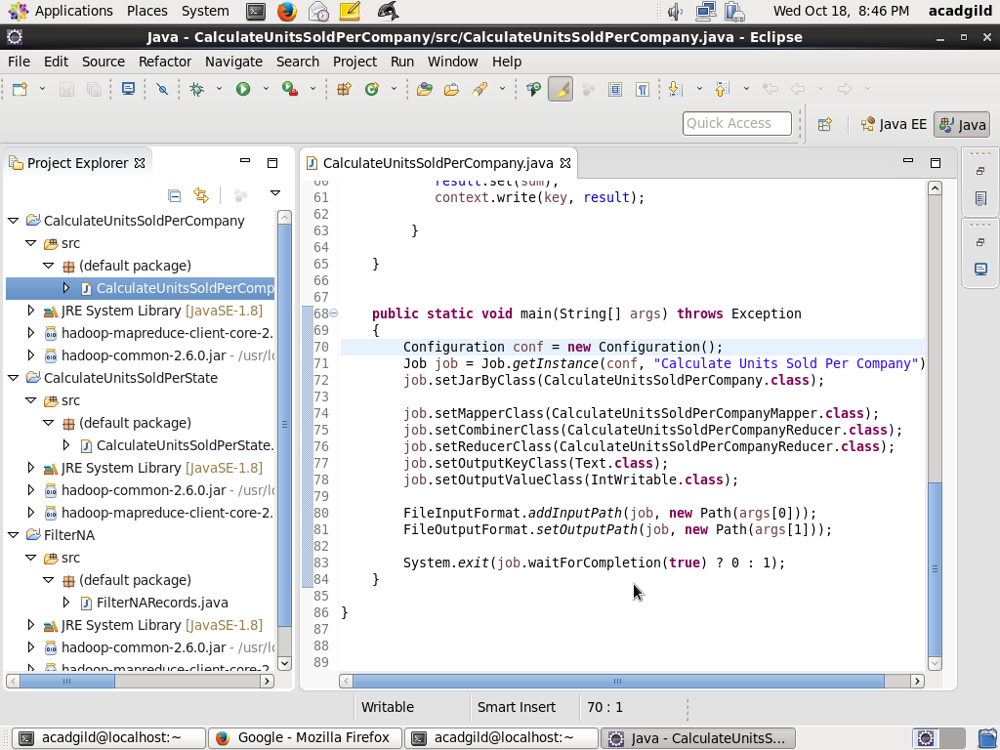 Applications Places System Wed Oct 18, 8:46 PM acadgild
Java - CalculateUnitsSoldPerCompany/src/CalculateUnitsSoldPerCompany.java - Eclipse
File Edit Source Refactor Navigate Search Project Run Window Help
Quick Access Java EE Java
Project Explorer
CalculateUnitsSoldPerCompany
src
(default package)
CalculateUnitsSoldPerComp
JRE System Library [JavaSE-1.8]
hadoop-mapreduce-client-core-2.
hadoop-common-2.6.0.jar - /usr/lo
CalculateUnitsSoldPerState
src
(default package)
CalculateUnitsSoldPerState.
JRE System Library [JavaSE-1.8]
hadoop-common-2.6.0.jar - /usr/lo
hadoop-mapreduce-client-core-2.
FilterNA
src
(default package)
FilterNARecords.java
JRE System Library [JavaSE-1.8]
hadoop-common-2.6.0.jar - /usr/lo
hadoop-mapreduce-client-core-2
CalculateUnitsSoldPerCompany.java
60 result.set(sum);
61 context.write(key, result);
62
63 }
64
65 }
66
67
68 public static void main(String[] args) throws Exception
69 {
70 Configuration conf = new Configuration();
71 Job job = Job.getInstance(conf, "Calculate Units Sold Per Company")
72 job.setJarByClass(CalculateUnitsSoldPerCompany.class);
73
74 job.setMapperClass(CalculateUnitsSoldPerCompanyMapper.class);
75 job.setCombinerClass(CalculateUnitsSoldPerCompanyReducer.class);
76 job.setReducerClass(CalculateUnitsSoldPerCompanyReducer.class);
77 job.setOutputKeyClass(Text.class);
78 job.setOutputValueClass(IntWritable.class);
79
80 FileInputFormat.addInputPath(job, new Path(args[0]));
81 FileOutputFormat.setOutputPath(job, new Path(args[1]));
82
83 System.exit(job.waitForCompletion(true) ? 0 : 1);
84 }
85
86 }
87
88
89
Writable Smart Insert 70 : 1
acadgild@localhost:~ Google - Mozilla Firefox acadgild@localhost:~ Java - CalculateUnitsS...